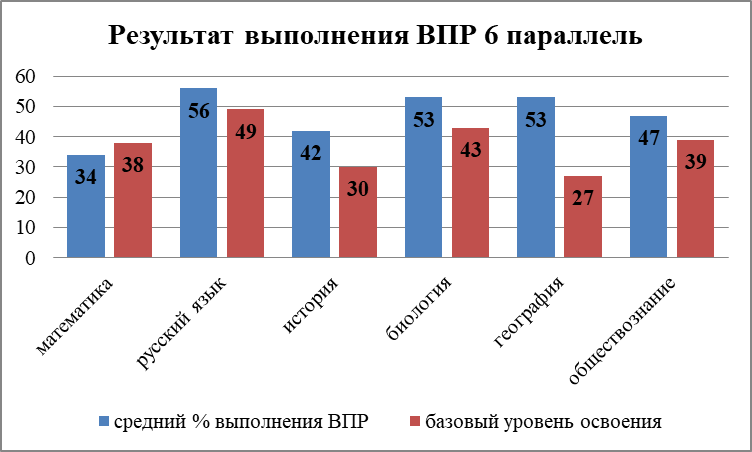 Результат выполнения ВПР 6 параллель
60
50
40
30
20
10
0
34
38
56
49
42
30
53
43
53
27
47
39
математика
русский язык
история
биология
география
обществознание
средний % выполнения ВПР
базовый уровень освоения